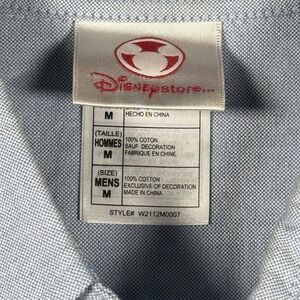 Disneystore
M
HECHO EN CHINA
(TAILLE)
HOMMES
M
100% COTON
SAUF DECORATION
FABRIQUE EN CHINE
(SIZE)
MENS
M
100% COTTON
EXCLUSIVE OF DECORATION
MADE IN CHINA
STYLE# W2112M0007